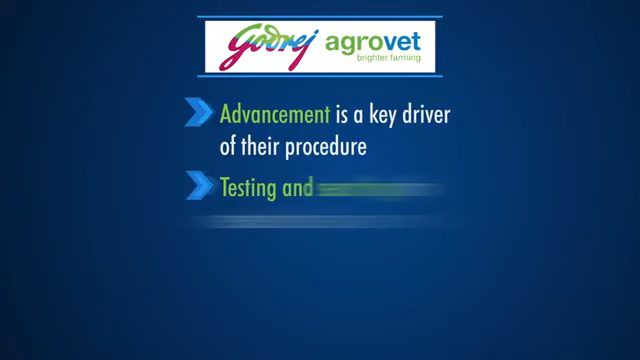 Godrej agrovet
brighter farming
Advancement is a key driver
of their procedure
Testing and